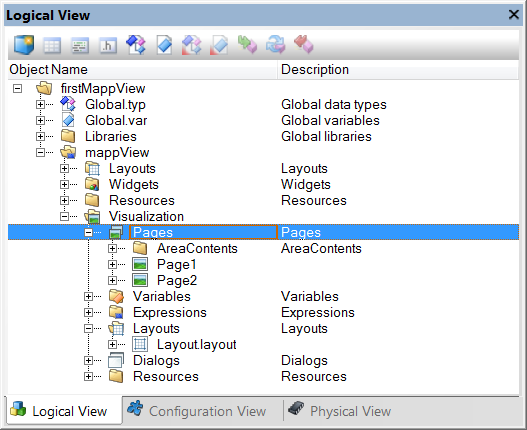 Logical View
Object Name Description
firstMappView
Global.typ Global data types
Global.var Global variables
Libraries Global libraries
mappView
Layouts Layouts
Widgets Widgets
Resources Resources
Visualization
Pages Pages
AreaContents AreaContents
Page1
Page2
Variables Variables
Expressions Expressions
Layouts Layouts
Layout.layout
Dialogs Dialogs
Resources Resources
Logical View Configuration View Physical View